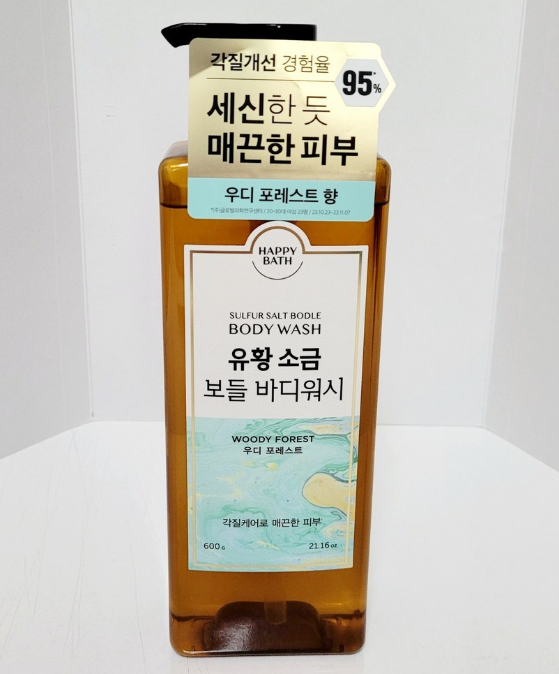 각질개선 경험율
95*%
세신한 듯
매끈한 피부
우디 포레스트 향
HAPPY
BATH
SULFUR SALT BODLE
BODY WASH
유황 소금
보들 바디워시
WOODY FOREST
우디 포레스트
각질케어로 매끈한 피부
600g 21.16 oz